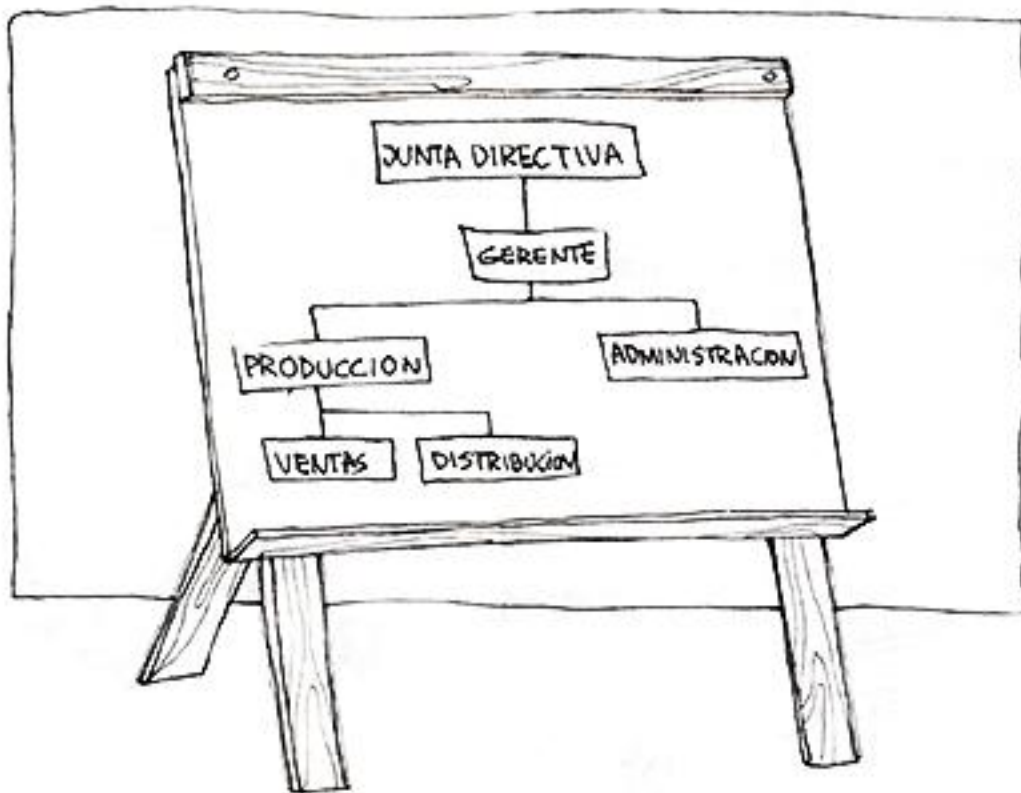 JUNTA DIRECTIVA
GERENTE
PRODUCCION
ADMINISTRACION
VENTAS
DISTRIBUCION